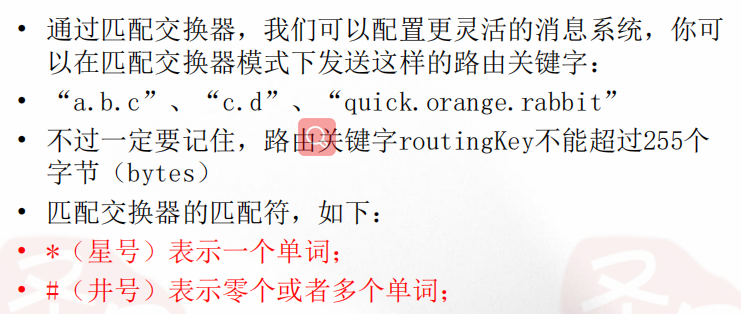 • 通过匹配交换器，我们可以配置更灵活的消息系统，你可
以在匹配交换器模式下发送这样的路由关键字：
• “a.b.c”、“c.d”、“quick.orange.rabbit”
• 不过一定要记住，路由关键字routingKey不能超过255个
字节（bytes）
• 匹配交换器的匹配符，如下：
• *（星号）表示一个单词；
• #（井号）表示零个或者多个单词；